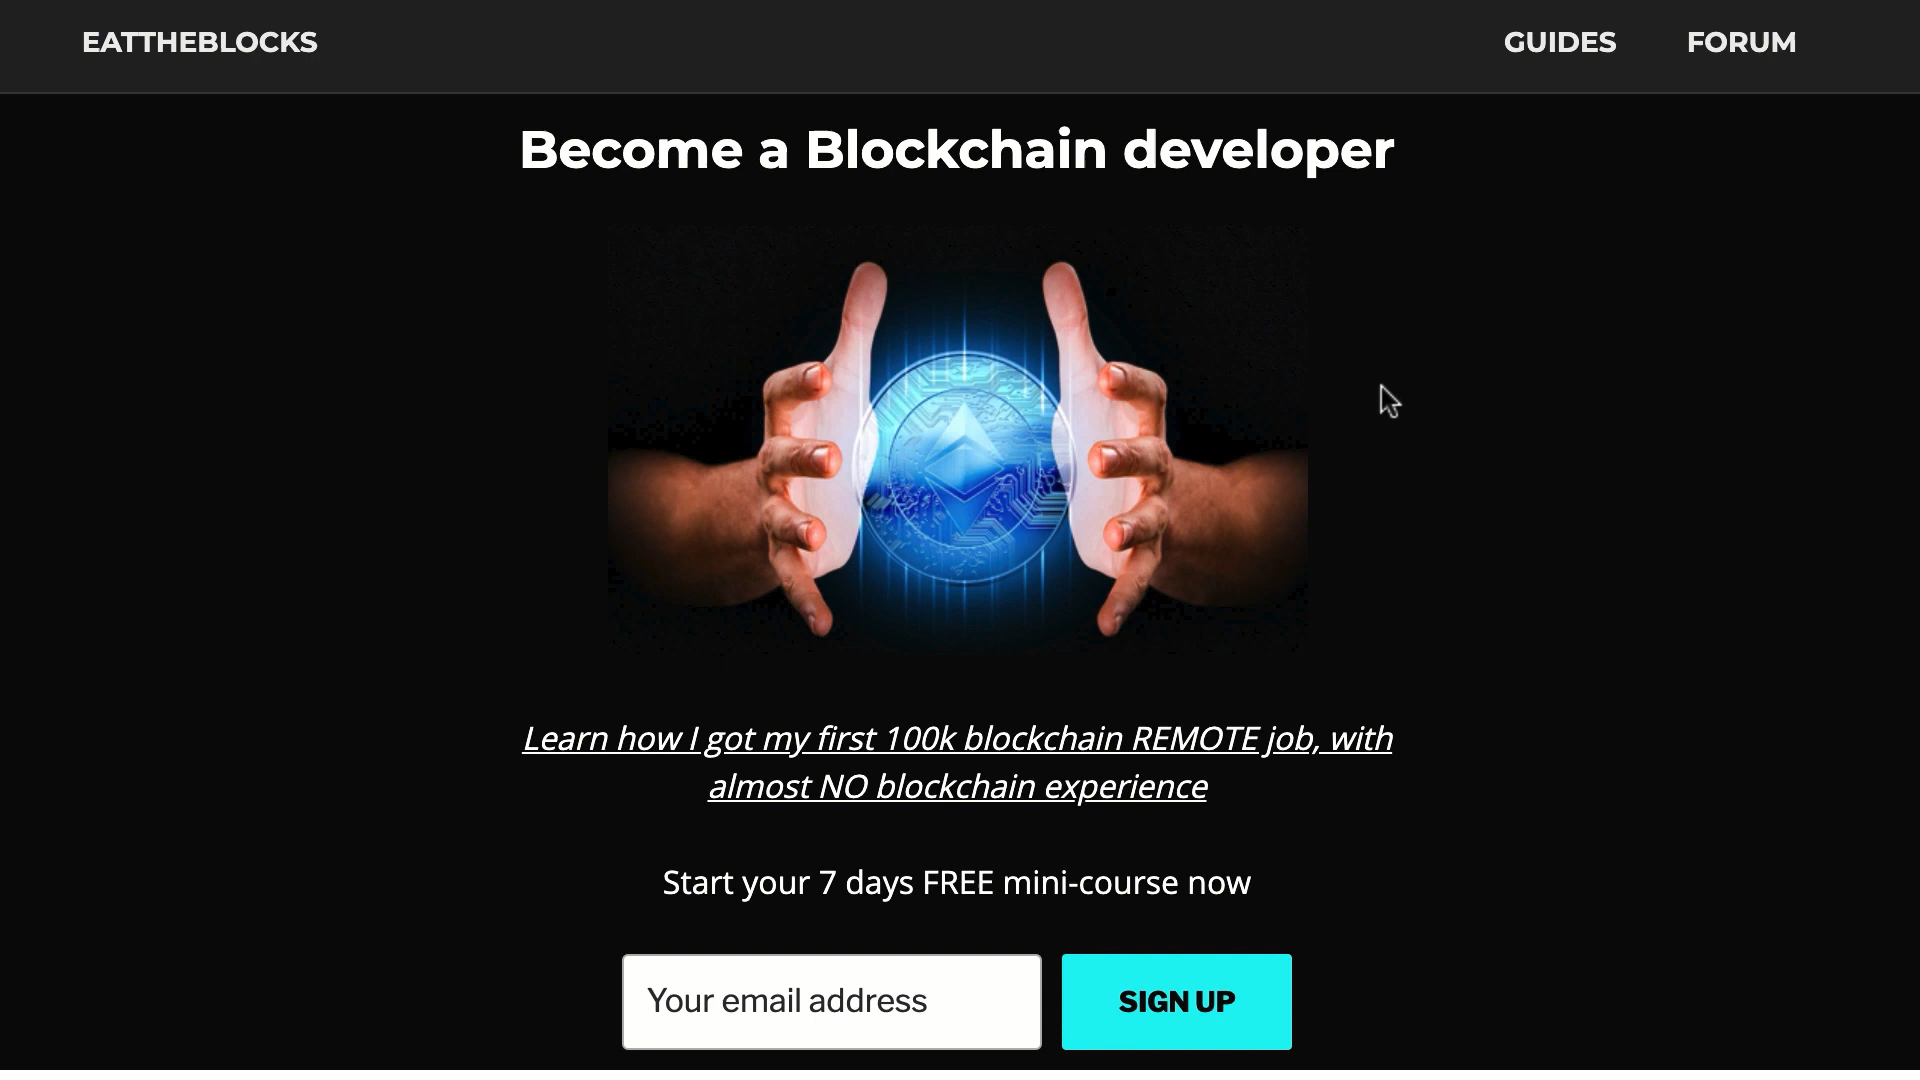 EATTHEBLOCKS
GUIDES
FORUM
Become a Blockchain developer
Learn how I got my first 100k blockchain REMOTE job, with
almost NO blockchain experience
Start your 7 days FREE mini-course now
Your email address
SIGN UP